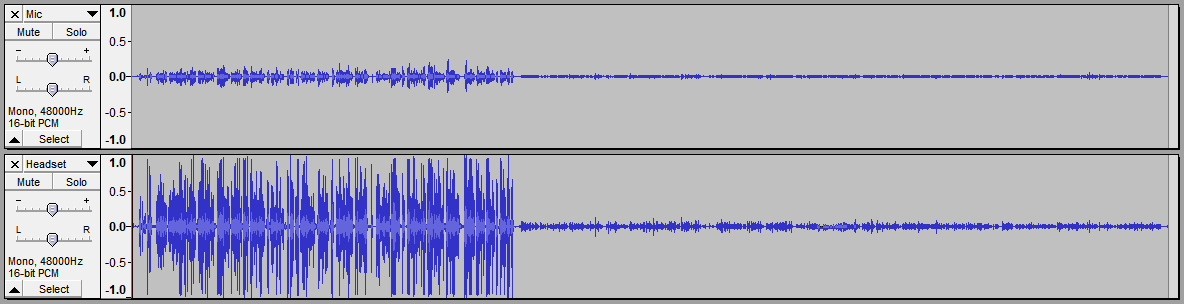 × Mic 1.0
Mute Solo 0.5
- + 0.0
L R
Mono, 48000Hz -0.5
16-bit PCM
Select -1.0
× Headset 1.0
Mute Solo 0.5
- + 0.0
L R
Mono, 48000Hz -0.5
16-bit PCM
Select -1.0